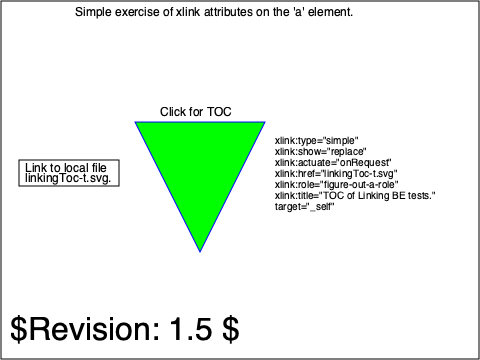 Simple exercise of xlink attributes on the 'a' element.
Click for TOC
Link to local file
linkingToc-t.svg.
xlink:type="simple"
xlink:show="replace"
xlink:actuate="onRequest"
xlink:href="linkingToc-t.svg"
xlink:role="figure-out-a-role"
xlink:title="TOC of Linking BE tests."
target="_self"
$Revision: 1.5 $